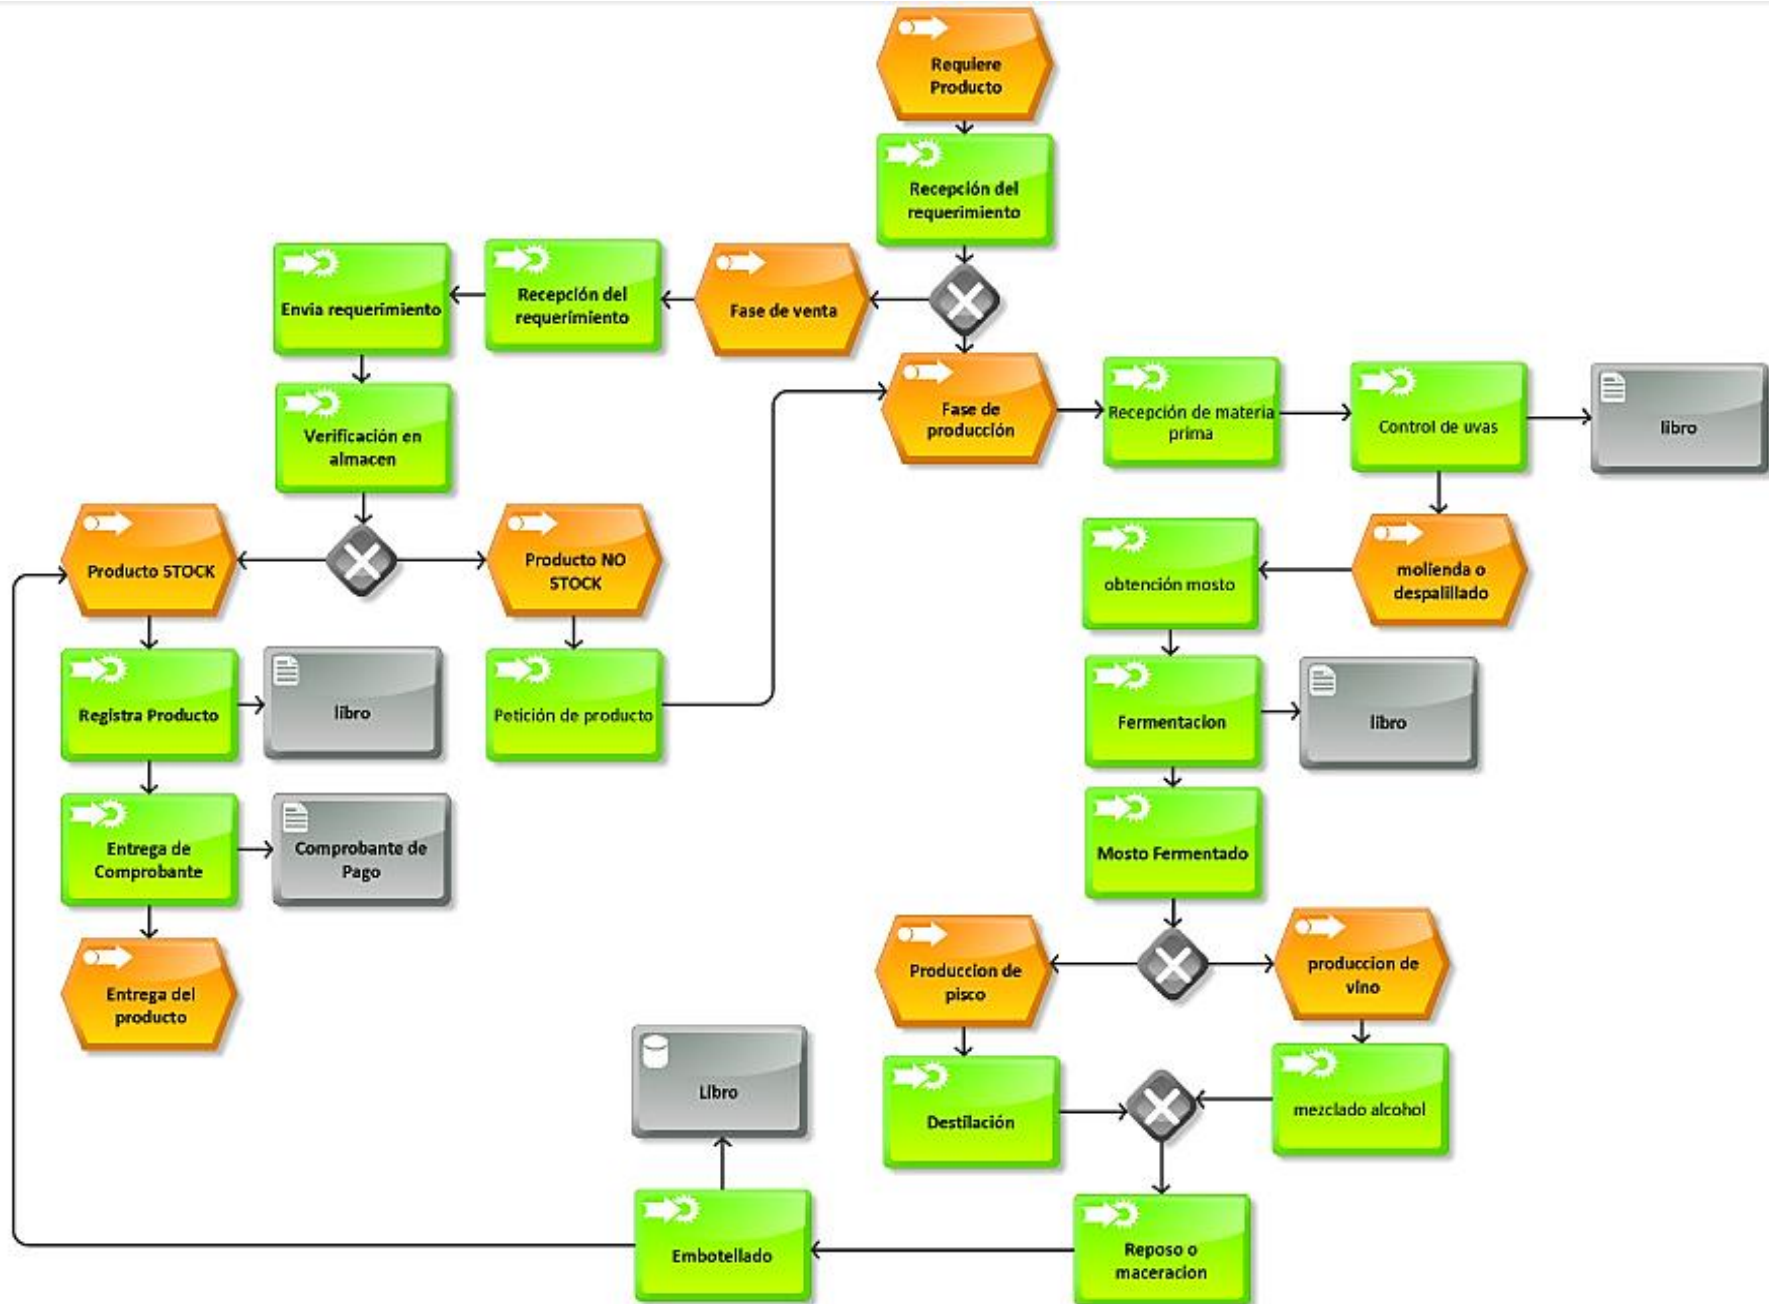 Requiere
Producto
Recepción del
requerimiento
Envia requerimiento
Recepción del
requerimiento
Fase de venta
Verificación en
almacen
Fase de
producción
Recepción de materia
prima
Control de uvas
libro
Producto STOCK
Producto NO
STOCK
obtención mosto
molienda o
despalillado
Registra Producto
libro
Petición de producto
Fermentacion
libro
Entrega de
Comprobante
Comprobante de
Pago
Mosto Fermentado
Entrega del
producto
Produccion de
pisco
produccion de
vino
Libro
Destilación
mezclado alcohol
Embotellado
Reposo o
maceracion